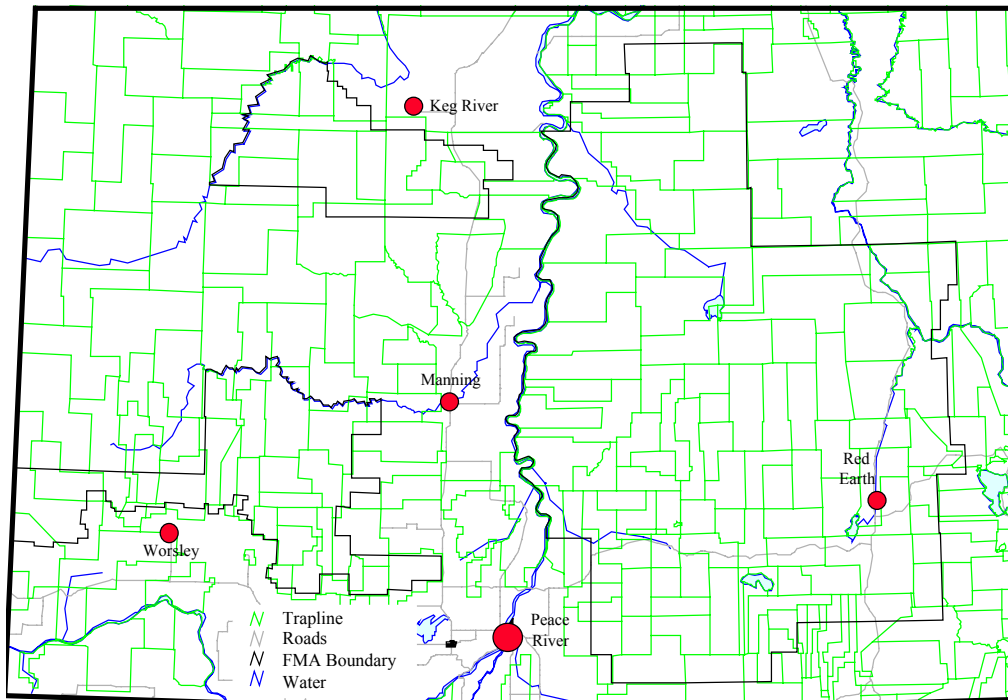 Keg River
Manning
Red
Earth
Worsley
Peace
River
Trapline
Roads
FMA Boundary
Water